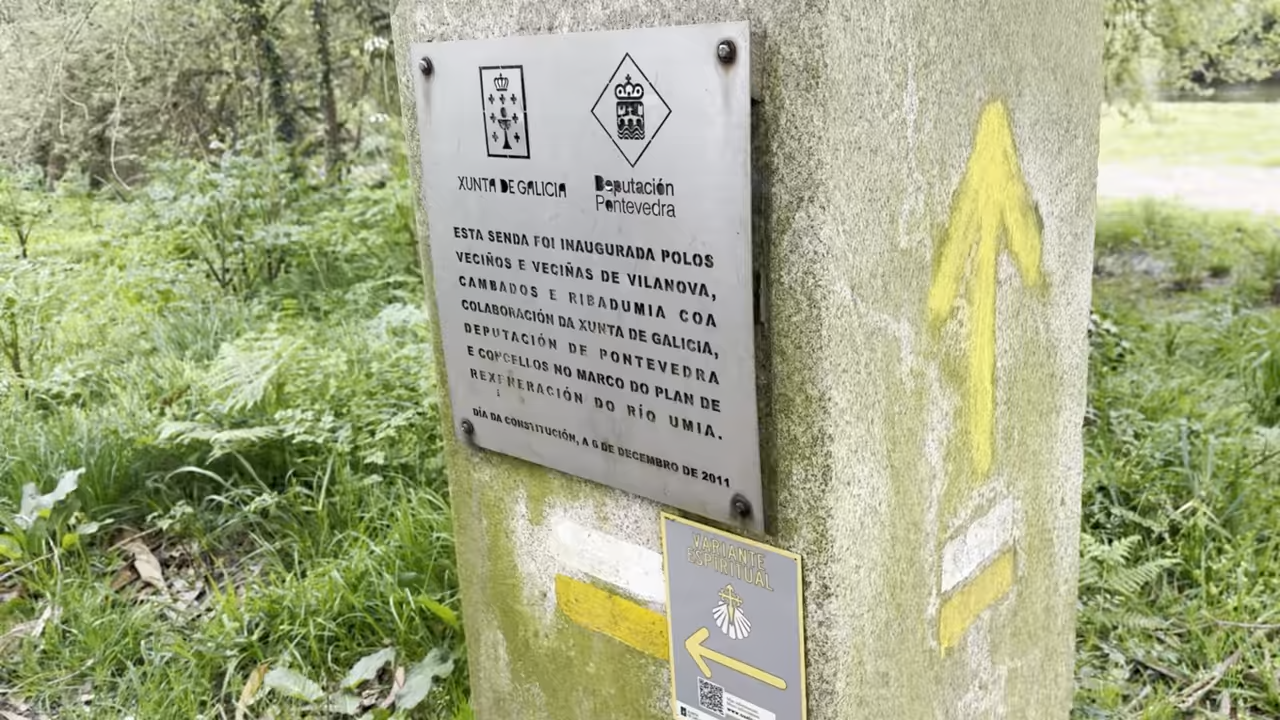 XUNTA DE GALICIA
Deputación
Pontevedra
ESTA SENDA FOI INAUGURADA POLOS
VECIÑOS E VECIÑAS DE VILANOVA,
CAMBADOS E RIBADUMIA COA
COLABORACIÓN DA XUNTA DE GALICIA,
DEPUTACIÓN DE PONTEVEDRA
E CONCELLOS NO MARCO DO PLAN DE
REXENERACIÓN DO RÍO UMIA.
DÍA DA CONSTITUCIÓN, A 6 DE DECEMBRO DE 2011
VARIANTE
ESPIRITUAL